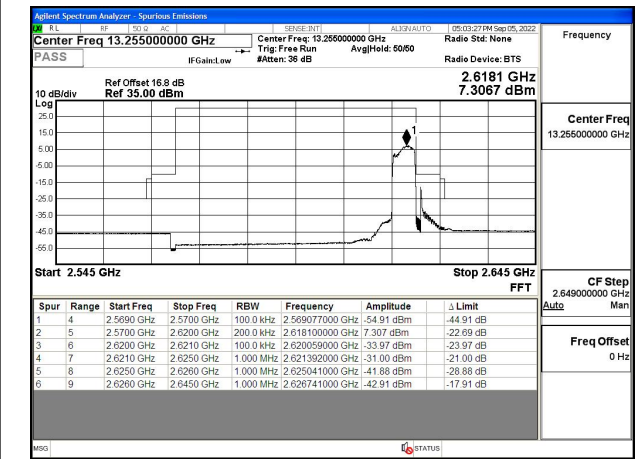 Agilent Spectrum Analyzer - Spurious Emissions
RL RF 50 Ω AC SENSE:INT ALIGN AUTO 05:03:27 PM Sep 05, 2022
Center Freq 13.255000000 GHz
Center Freq: 13.255000000 GHz
Radio Std: None
Trig: Free Run Avg|Hold: 50/50
PASS IFGain:Low #Atten: 36 dB Radio Device: BTS
Ref Offset 16.8 dB
2.6181 GHz
10 dB/div Ref 35.00 dBm 7.3067 dBm
Log
25.0
15.0
1
5.00
-5.00
-15.0
-25.0
-35.0
-45.0
-55.0
Start 2.545 GHz Stop 2.645 GHz
FFT
Spur Range Start Freq Stop Freq RBW Frequency Amplitude Δ Limit
1 4 2.5690 GHz 2.5700 GHz 100.0 kHz 2.569077000 GHz -54.91 dBm -44.91 dB
2 5 2.5700 GHz 2.6200 GHz 200.0 kHz 2.618100000 GHz 7.307 dBm -22.69 dB
3 6 2.6200 GHz 2.6210 GHz 100.0 kHz 2.620059000 GHz -33.97 dBm -23.97 dB
4 7 2.6210 GHz 2.6250 GHz 1.000 MHz 2.621392000 GHz -31.00 dBm -21.00 dB
5 8 2.6250 GHz 2.6260 GHz 1.000 MHz 2.625041000 GHz -41.88 dBm -28.88 dB
6 9 2.6260 GHz 2.6450 GHz 1.000 MHz 2.626741000 GHz -42.91 dBm -17.91 dB
MSG STATUS
Frequency
Center Freq
13.255000000 GHz
CF Step
2.649000000 GHz
Auto Man
Freq Offset
0 Hz